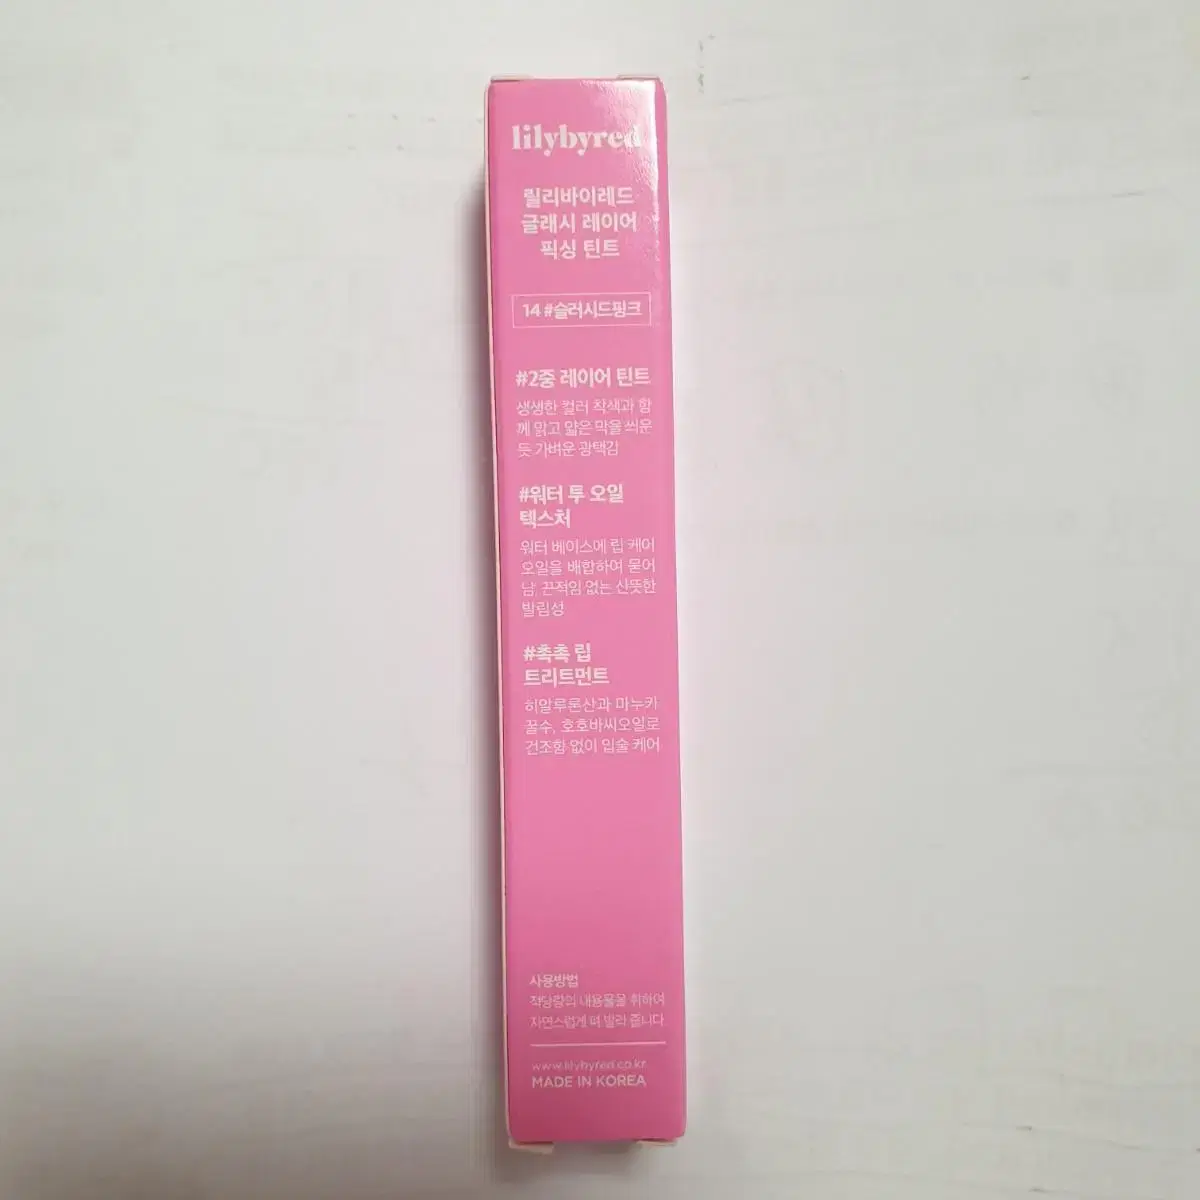 lilybyred
릴리바이레드
글래시 레이어
픽싱 틴트
14 #슬러시드핑크
#2중 레이어 틴트
생생한 컬러 착색과 함
께 맑고 얇은 막을 씌운
듯 가벼운 광택감
#워터 투 오일
텍스처
워터 베이스에 립 케어
오일을 배합하여 묻어
남, 끈적임 없는 산뜻한
발림성
#촉촉 립
트리트먼트
히알루론산과 마누카
꿀수, 호호바씨오일로
건조함 없이 입술 케어
사용방법
적당량의 내용물을 취하여
자연스럽게 펴 발라 줍니다
www.lilybyred.co.kr
MADE IN KOREA